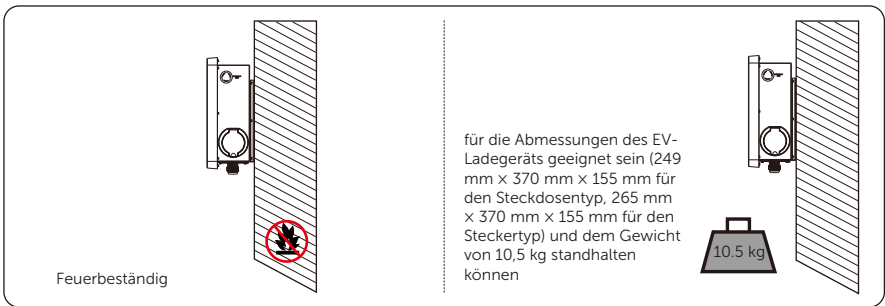 Feuerbeständig
für die Abmessungen des EV-
Ladegeräts geeignet sein (249
mm × 370 mm × 155 mm für
den Steckdosentyp, 265 mm
× 370 mm × 155 mm für den
Steckertyp) und dem Gewicht
von 10,5 kg standhalten
können
10.5 kg